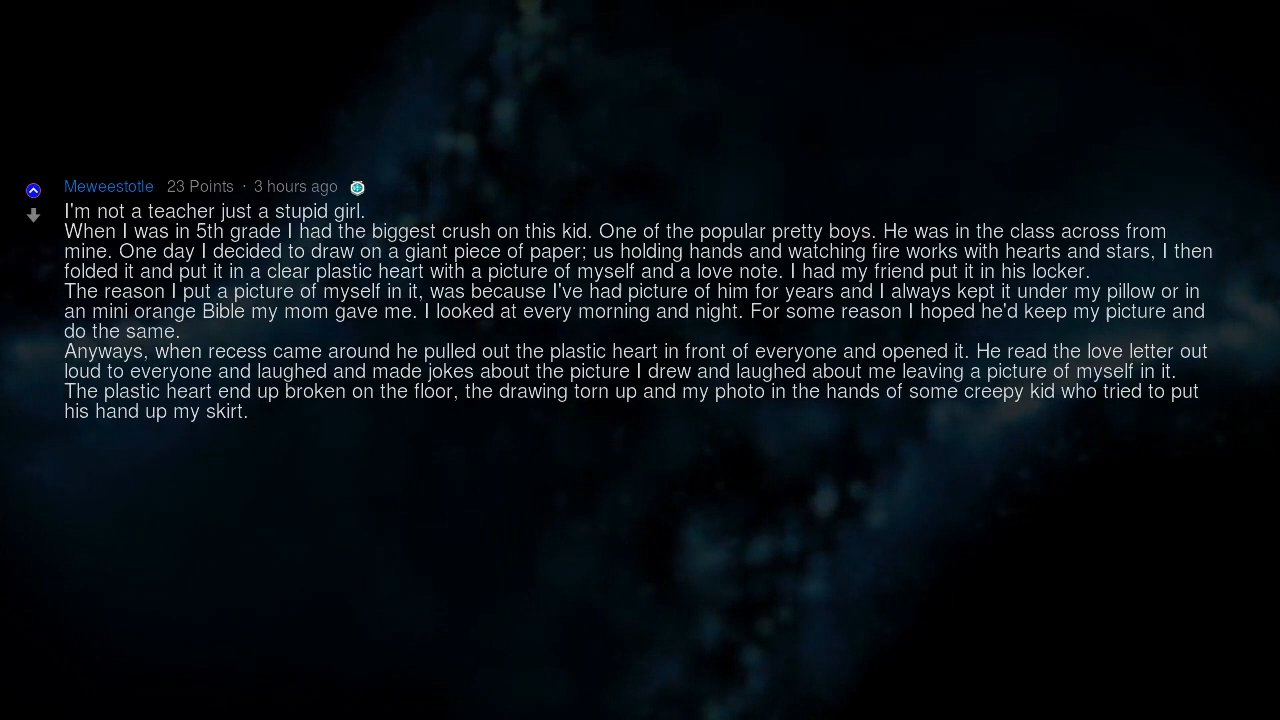 Meweestotle 23 Points · 3 hours ago
I'm not a teacher just a stupid girl.
When I was in 5th grade I had the biggest crush on this kid. One of the popular pretty boys. He was in the class across from
mine. One day I decided to draw on a giant piece of paper; us holding hands and watching fire works with hearts and stars, I then
folded it and put it in a clear plastic heart with a picture of myself and a love note. I had my friend put it in his locker.
The reason I put a picture of myself in it, was because I've had picture of him for years and I always kept it under my pillow or in
an mini orange Bible my mom gave me. I looked at every morning and night. For some reason I hoped he'd keep my picture and
do the same.
Anyways, when recess came around he pulled out the plastic heart in front of everyone and opened it. He read the love letter out
loud to everyone and laughed and made jokes about the picture I drew and laughed about me leaving a picture of myself in it.
The plastic heart end up broken on the floor, the drawing torn up and my photo in the hands of some creepy kid who tried to put
his hand up my skirt.